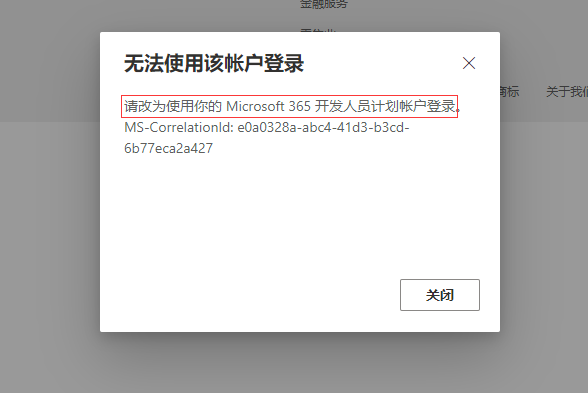 金融服务
无法使用该帐户登录
请改为使用你的 Microsoft 365 开发人员计划帐户登录。
MS-CorrelationId: e0a0328a-abc4-41d3-b3cd-
6b77eca2a427
商标
关于我们
关闭